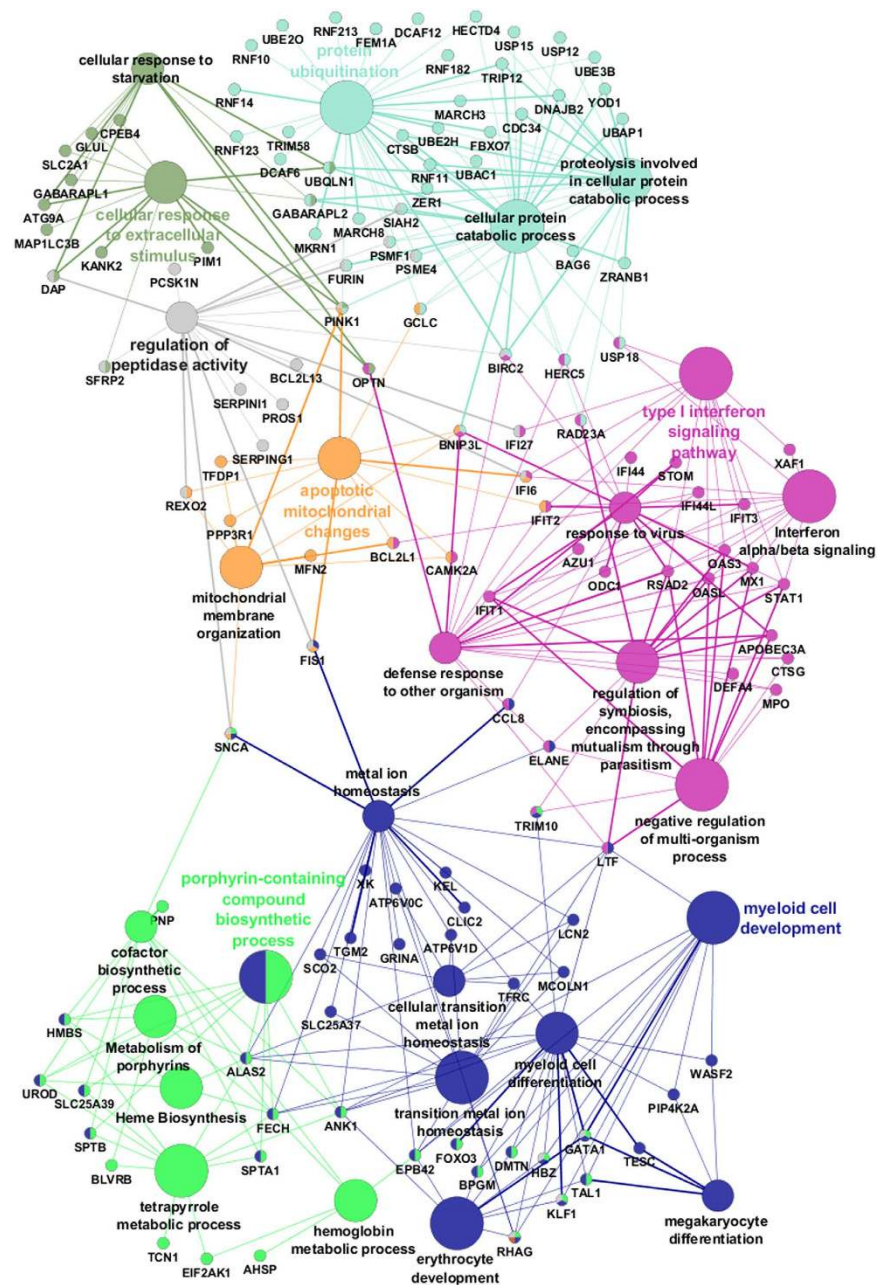 RNF213
DCAF12
HECTD4
UBE2O
FEM1A
USP15
USP12
RNF10
protein
ubiquitination
cellular response to
starvation
RNF182
TRIP12
UBE3B
RNF14
DNAJB2
YOD1
MARCH3
CDC34
UBAP1
CPEB4
GLUL
RNF123
TRIM58
CTSB
UBE2H
FBXO7
SLC2A1
DCAF6
UBQLN1
RNF11
UBAC1
proteolysis involved
in cellular protein
catabolic process
GABARAPL1
ZER1
ATG9A
cellular response
to extracellular
stimulus
GABARAPL2
SIAH2
cellular protein
catabolic process
MAP1LC3B
MKRN1
MARCH8
KANK2
PIM1
PSMF1
PSME4
BAG6
ZRANB1
DAP
PCSK1N
FURIN
PINK1
GCLC
regulation of
peptidase activity
USP18
SFRP2
BCL2L13
OPTN
BIRC2
HERC5
SERPINI1
PROS1
type I interferon
signaling
pathway
SERPING1
BNIP3L
IFI27
RAD23A
TFDP1
IFI44
STOM
XAF1
REXO2
apoptotic
mitochondrial
changes
IFI6
IFI44L
IFIT3
PPP3R1
IFIT2
response to virus
Interferon
alpha/beta signaling
BCL2L1
MFN2
CAMK2A
AZU1
OAS3
ODC1
RSAD2
OASL
MX1
STAT1
mitochondrial
membrane
organization
IFIT1
APOBEC3A
FIS1
CTSG
defense response
to other organism
DEFA4
MPO
regulation of
symbiosis,
encompassing
mutualism through
parasitism
CCL8
SNCA
ELANE
metal ion
homeostasis
TRIM10
negative regulation
of multi-organism
process
LTF
XK
KEL
porphyrin-containing
compound
biosynthetic
process
ATP6V0C
CLIC2
myeloid cell
development
PNP
LCN2
TGM2
ATP6V1D
cofactor
biosynthetic
process
SCO2
GRINA
MCOLN1
TFRC
cellular transition
metal ion
homeostasis
SLC25A37
HMBS
Metabolism of
porphyrins
ALAS2
myeloid cell
differentiation
WASF2
UROD
SLC25A39
Heme Biosynthesis
FECH
ANK1
transition metal ion
homeostasis
PIP4K2A
SPTB
FOXO3
GATA1
EPB42
DMTN
HBZ
TESC
BLVRB
SPTA1
BPGM
TAL1
tetrapyrrole
metabolic process
KLF1
hemoglobin
metabolic process
megakaryocyte
differentiation
TCN1
RHAG
EIF2AK1
AHSP
erythrocyte
development